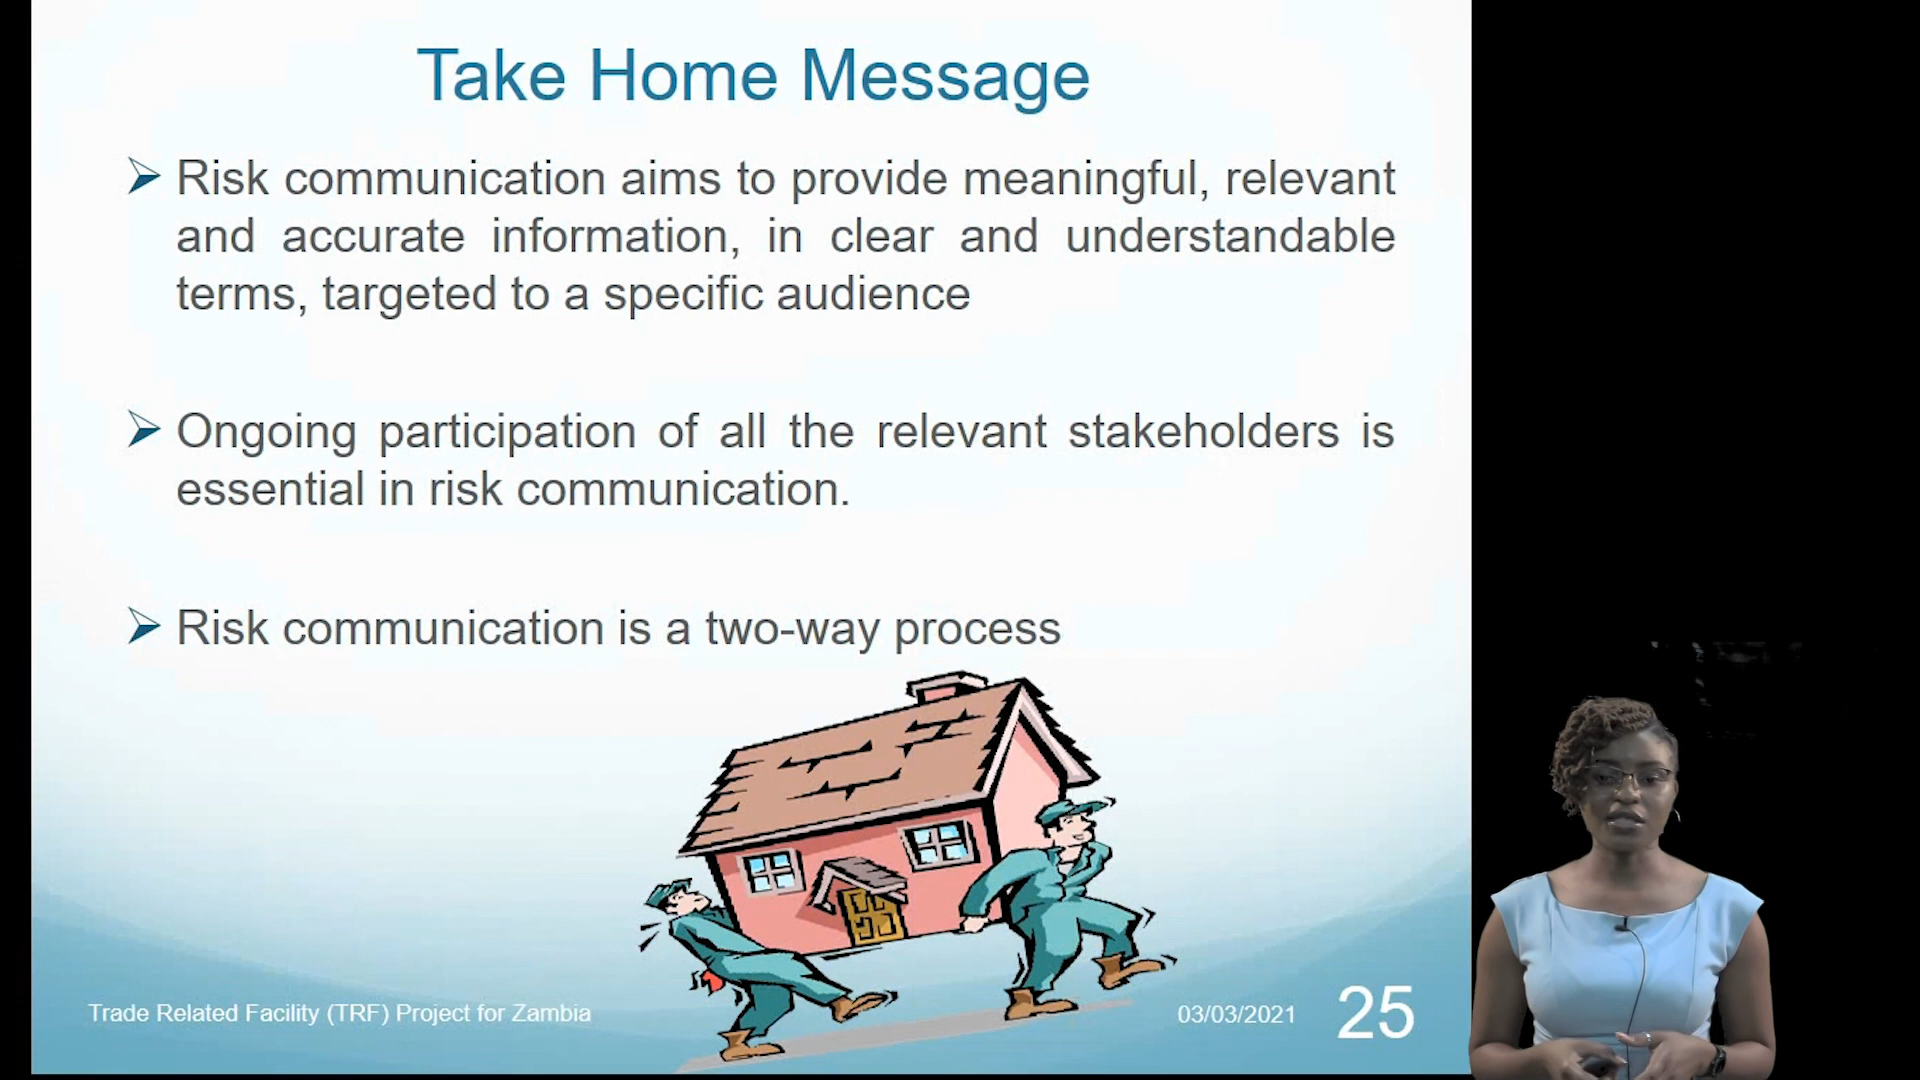 Take Home Message
Risk communication aims to provide meaningful, relevant
and accurate information, in clear and understandable
terms, targeted to a specific audience
Ongoing participation of all the relevant stakeholders is
essential in risk communication.
Risk communication is a two-way process
Trade Related Facility (TRF) Project for Zambia
03/03/2021
25